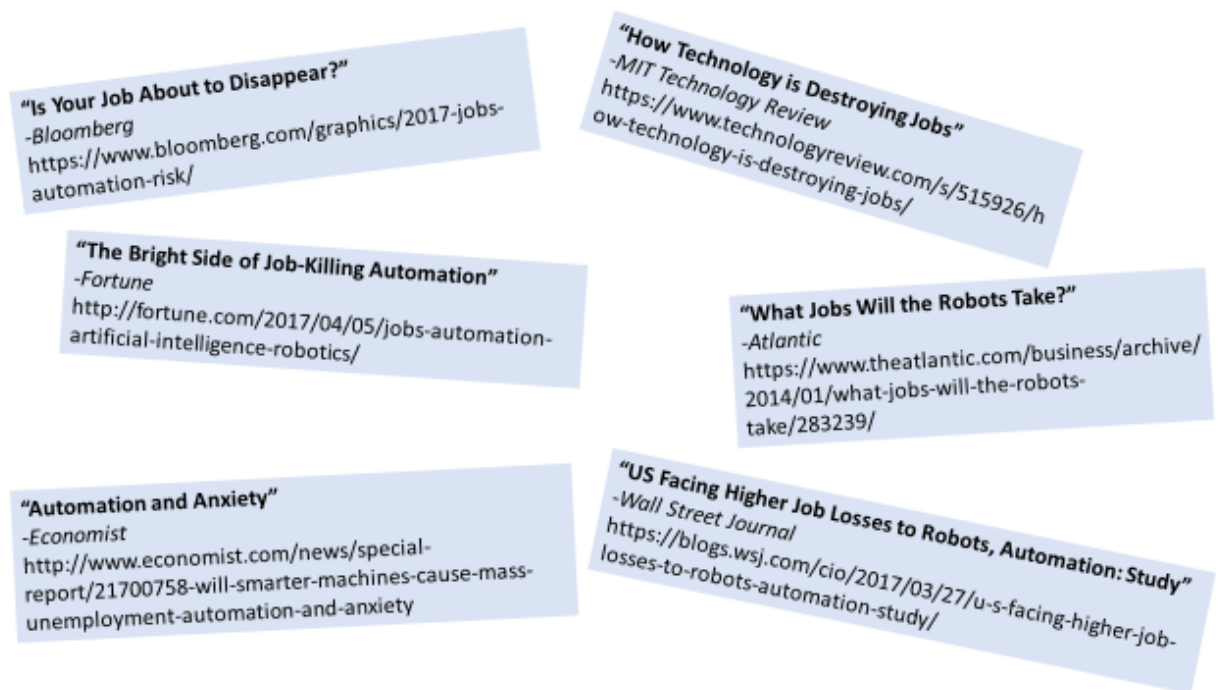 “Is Your Job About to Disappear?”
-Bloomberg
https://www.bloomberg.com/graphics/2017-jobs-
automation-risk/
“How Technology is Destroying Jobs”
-MIT Technology Review
https://www.technologyreview.com/s/515926/h
ow-technology-is-destroying-jobs/
“The Bright Side of Job-Killing Automation”
-Fortune
http://fortune.com/2017/04/05/jobs-automation-
artificial-intelligence-robotics/
“What Jobs Will the Robots Take?”
-Atlantic
https://www.theatlantic.com/business/archive/
2014/01/what-jobs-will-the-robots-
take/283239/
“Automation and Anxiety”
-Economist
http://www.economist.com/news/special-
report/21700758-will-smarter-machines-cause-mass-
unemployment-automation-and-anxiety
“US Facing Higher Job Losses to Robots, Automation: Study”
-Wall Street Journal
https://blogs.wsj.com/cio/2017/03/27/u-s-facing-higher-job-
losses-to-robots-automation-study/